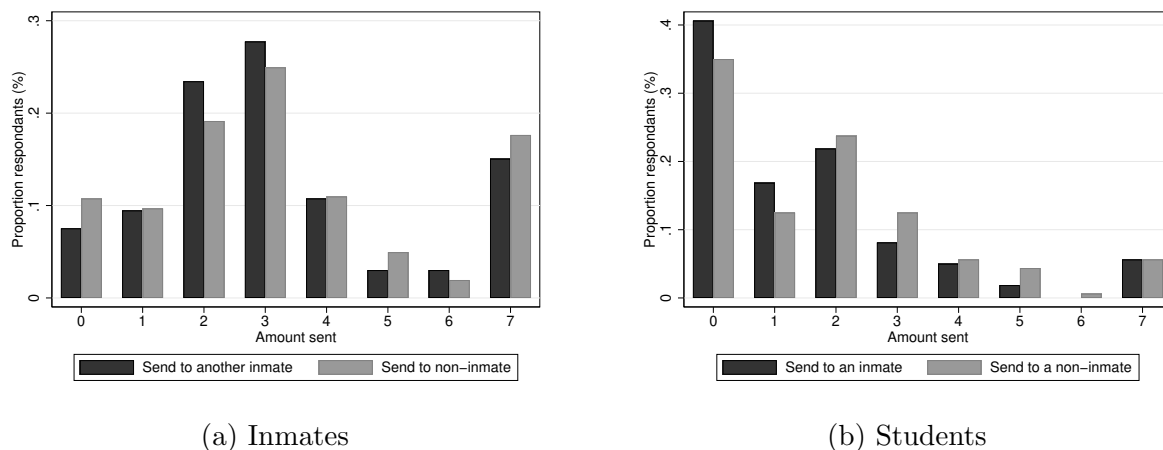 Proportion respondants (%)
.3
.2
.1
0
0 1 2 3 4 5 6 7
Amount sent
Send to another inmate Send to non−inmate
(a) Inmates
Proportion respondants (%)
.4
.3
.2
.1
0
0 1 2 3 4 5 6 7
Amount sent
Send to an inmate Send to a non−inmate
(b) Students